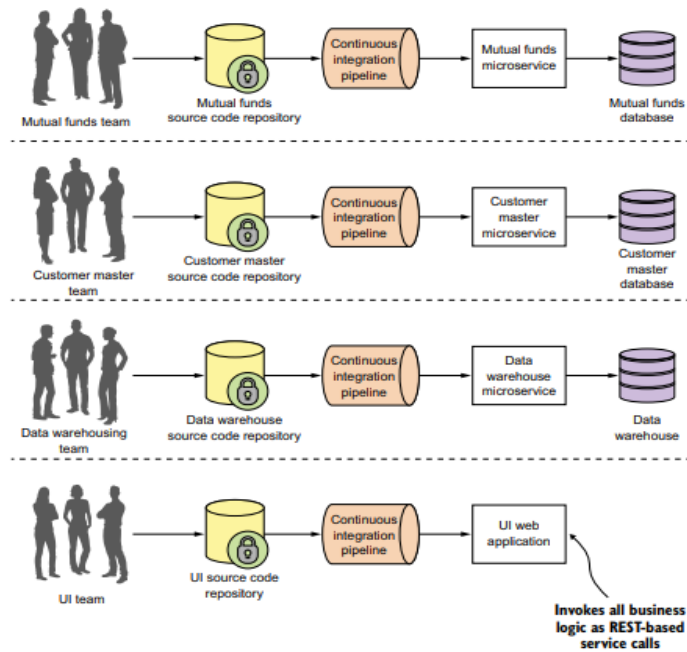 Continuous
integration
pipeline
Mutual funds
microservice
Mutual funds team
Mutual funds
source code repository
Mutual funds
database
Continuous
integration
pipeline
Customer
master
microservice
Customer master
team
Customer master
source code repository
Customer
master
database
Continuous
integration
pipeline
Data
warehouse
microservice
Data warehousing
team
Data warehouse
source code repository
Data
warehouse
Continuous
integration
pipeline
UI web
application
UI team
UI source code
repository
Invokes all business
logic as REST-based
service calls